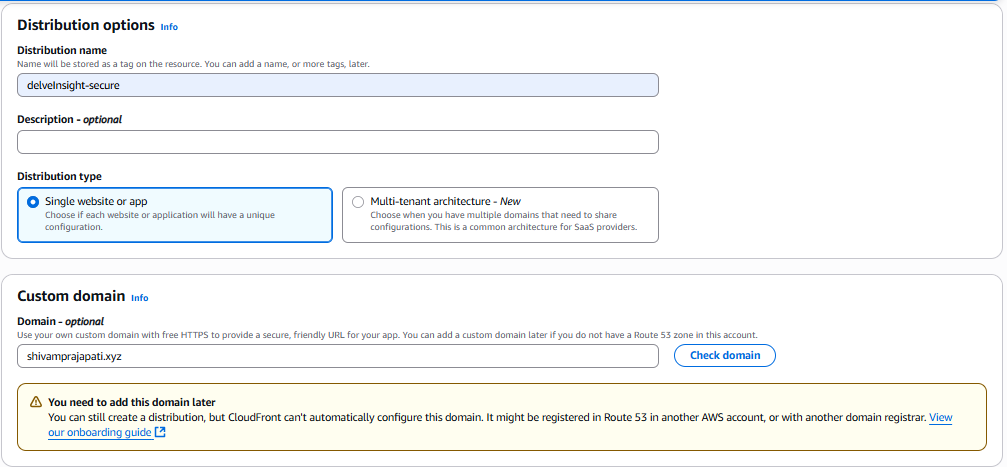 Distribution options Info
Distribution name
Name will be stored as a tag on the resource. You can add a name, or more tags, later.
delveInsight-secure
Description - optional
Distribution type
Single website or app
Choose if each website or application will have a unique
configuration.
Multi-tenant architecture - New
Choose when you have multiple domains that need to share
configurations. This is a common architecture for SaaS providers.
Custom domain Info
Domain - optional
Use your own custom domain with free HTTPS to provide a secure, friendly URL for your app. You can add a custom domain later if you do not have a Route 53 zone in this account.
shivamprajapati.xyz
Check domain
You need to add this domain later
You can still create a distribution, but CloudFront can't automatically configure this domain. It might be registered in Route 53 in another AWS account, or with another domain registrar. View
our onboarding guide